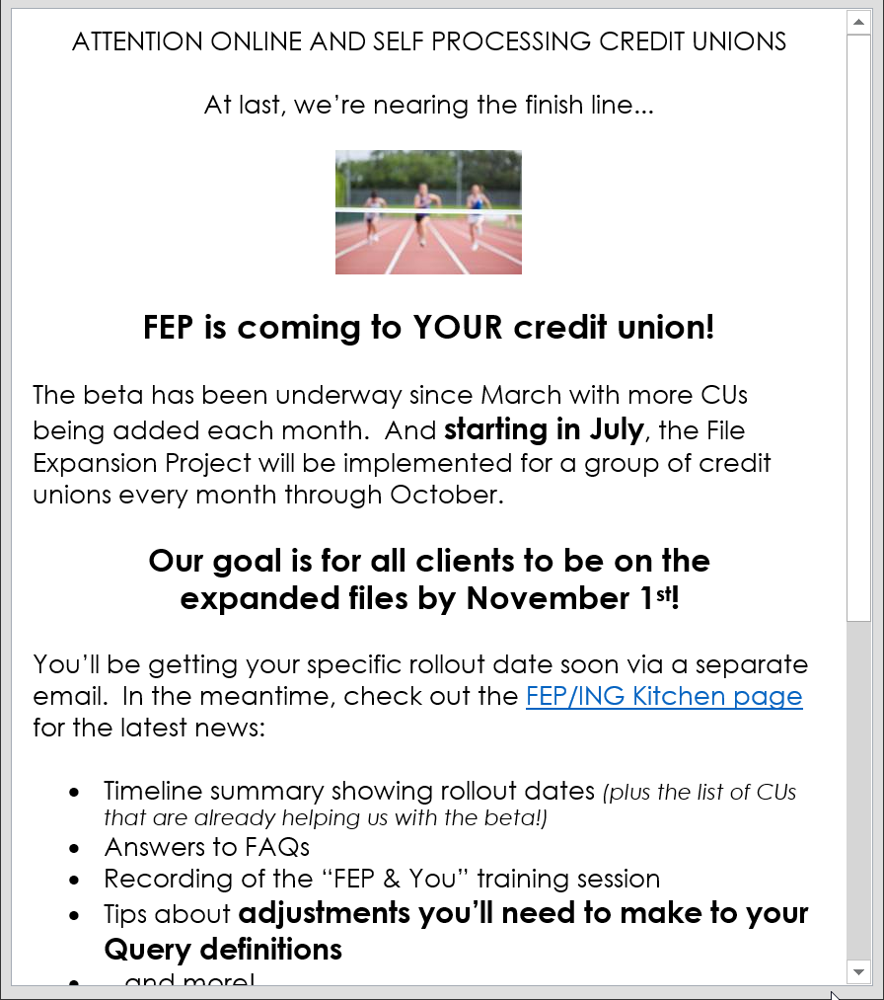 ATTENTION ONLINE AND SELF PROCESSING CREDIT UNIONS
At last, we’re nearing the finish line...
FEP is coming to YOUR credit union!
The beta has been underway since March with more CUs
being added each month.  And starting in July, the File
Expansion Project will be implemented for a group of credit
unions every month through October.
Our goal is for all clients to be on the
expanded files by November 1st!
You’ll be getting your specific rollout date soon via a separate
email.  In the meantime, check out the FEP/ING Kitchen page
for the latest news:
• Timeline summary showing rollout dates (plus the list of CUs
that are already helping us with the beta!)
• Answers to FAQs
• Recording of the “FEP & You” training session
• Tips about adjustments you’ll need to make to your
Query definitions
• ...and more!